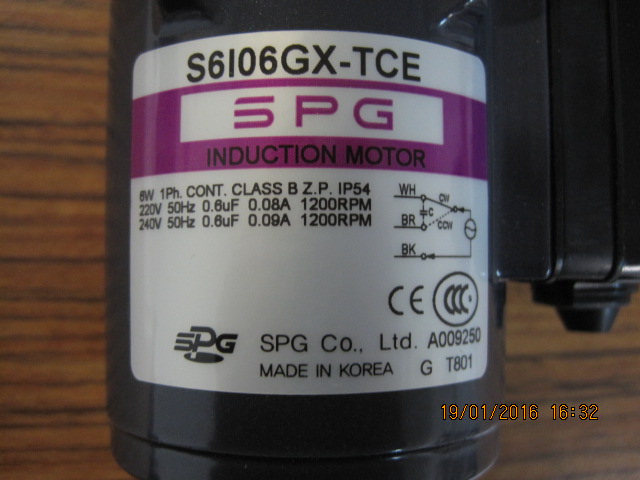 S6I06GX-TCE
SPG
INDUCTION MOTOR
6W 1Ph. CONT. CLASS B Z.P. IP54
220V 50Hz 0.6uF 0.08A 1200RPM
240V 50Hz 0.6uF 0.09A 1200RPM
WH
CW
C
BR
CCW
BK
CE CCC
SPG SPG Co., Ltd. A009250
MADE IN KOREA G T801
19/01/2016 16:32